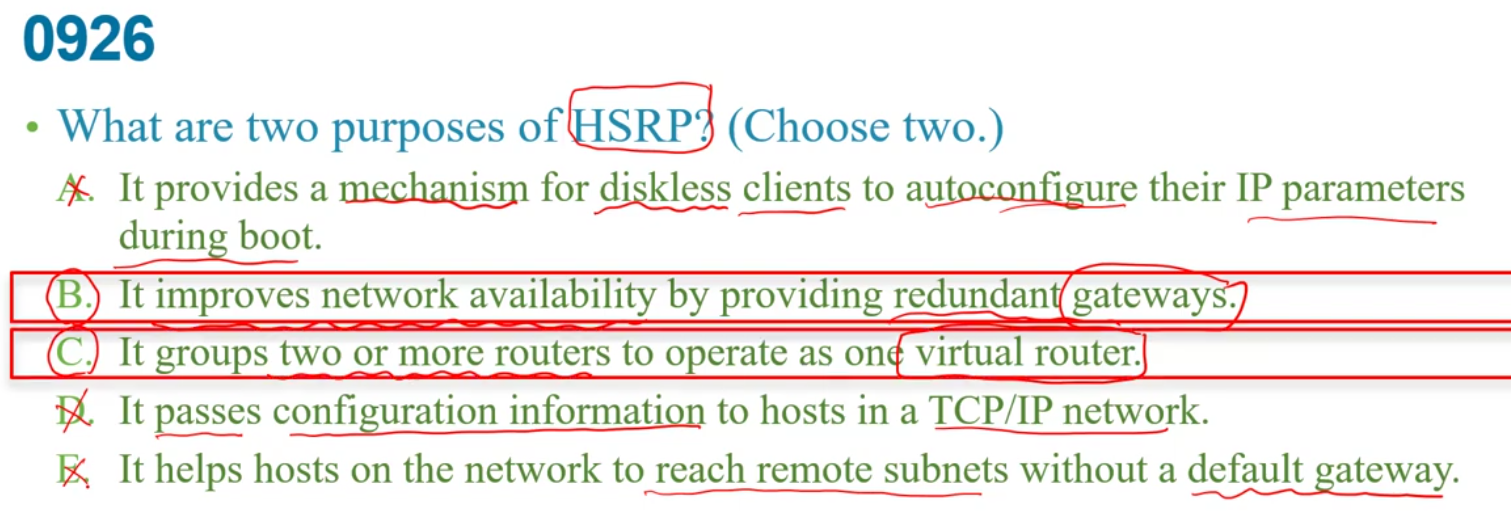 0926
• What are two purposes of HSRP? (Choose two.)
A. It provides a mechanism for diskless clients to autoconfigure their IP parameters
during boot.
B. It improves network availability by providing redundant gateways.
C. It groups two or more routers to operate as one virtual router.
D. It passes configuration information to hosts in a TCP/IP network.
E. It helps hosts on the network to reach remote subnets without a default gateway.